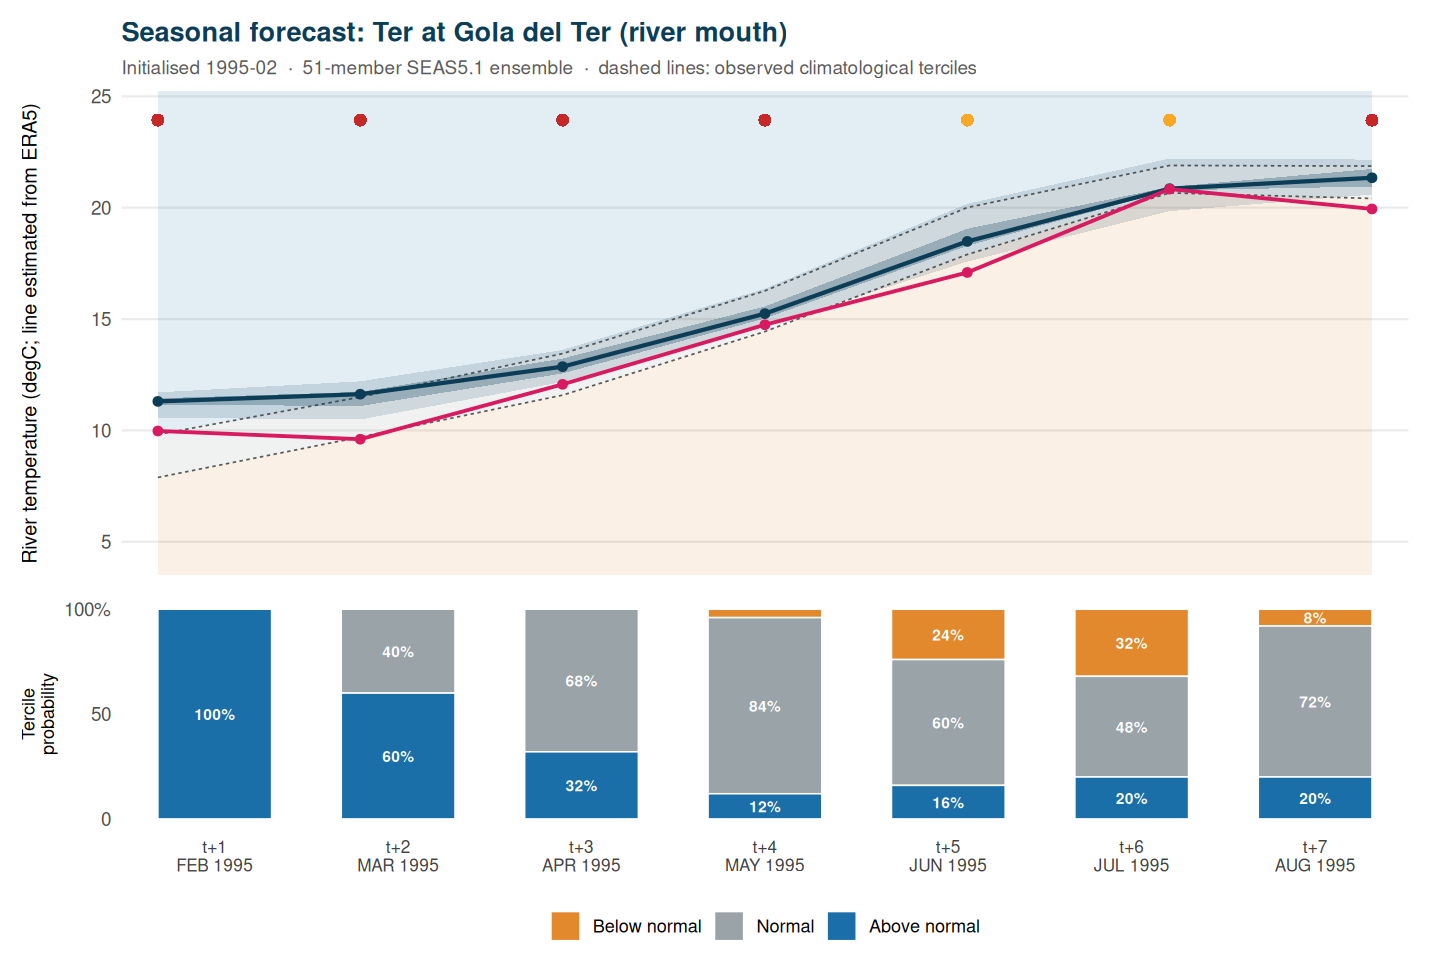 Seasonal forecast: Ter at Gola del Ter (river mouth)
Initialised 1995-02 · 51-member SEAS5.1 ensemble · dashed lines: observed climatological terciles
River temperature (degC; line estimated from ERA5)
25
20
15
10
5
Tercile
probability
100%
50
0
100%
40%
60%
68%
32%
84%
12%
24%
60%
16%
32%
48%
20%
8%
72%
20%
t+1
FEB 1995
t+2
MAR 1995
t+3
APR 1995
t+4
MAY 1995
t+5
JUN 1995
t+6
JUL 1995
t+7
AUG 1995
Below normal Normal Above normal